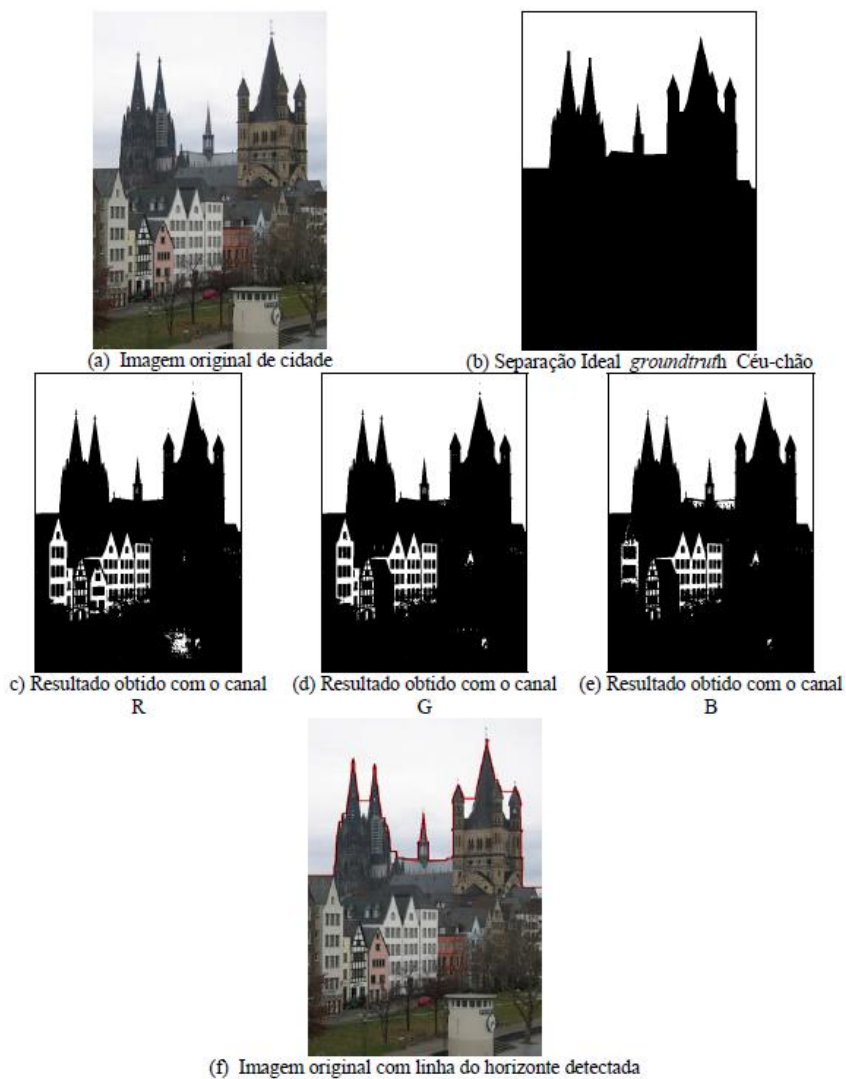 (a) Imagem original de cidade
(b) Separação Ideal groundtruth Céu-chão
c) Resultado obtido com o canal
R
(d) Resultado obtido com o canal
G
(e) Resultado obtido com o canal
B
(f) Imagem original com linha do horizonte detectada